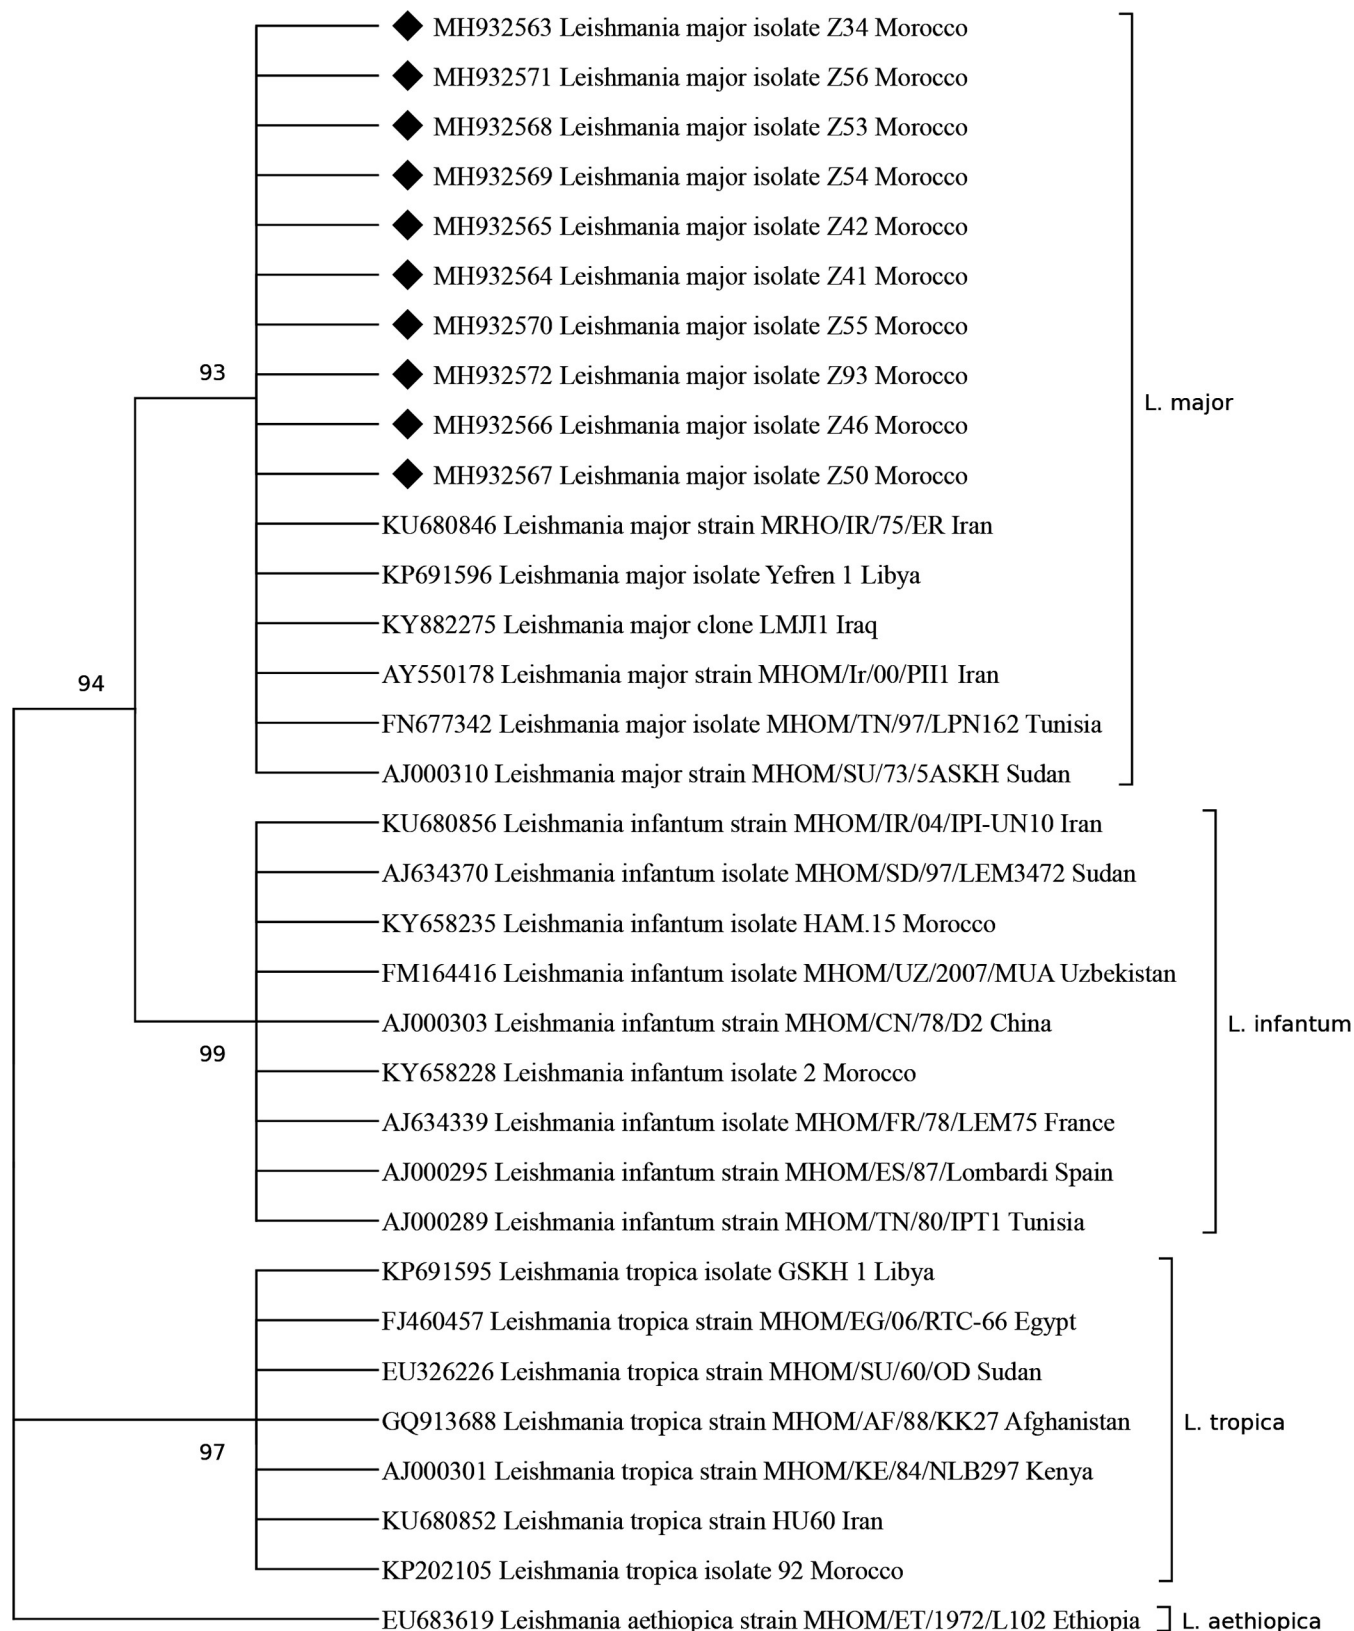 MH932563 Leishmania major isolate Z34 Morocco
MH932571 Leishmania major isolate Z56 Morocco
MH932568 Leishmania major isolate Z53 Morocco
MH932569 Leishmania major isolate Z54 Morocco
MH932565 Leishmania major isolate Z42 Morocco
MH932564 Leishmania major isolate Z41 Morocco
MH932570 Leishmania major isolate Z55 Morocco
93
MH932572 Leishmania major isolate Z93 Morocco
L. major
MH932566 Leishmania major isolate Z46 Morocco
MH932567 Leishmania major isolate Z50 Morocco
KU680846 Leishmania major strain MRHO/IR/75/ER Iran
KP691596 Leishmania major isolate Yefren 1 Libya
KY882275 Leishmania major clone LMJI1 Iraq
AY550178 Leishmania major strain MHOM/Ir/00/PII1 Iran
94
FN677342 Leishmania major isolate MHOM/TN/97/LPN162 Tunisia
AJ000310 Leishmania major strain MHOM/SU/73/5ASKH Sudan
KU680856 Leishmania infantum strain MHOM/IR/04/IPI-UN10 Iran
AJ634370 Leishmania infantum isolate MHOM/SD/97/LEM3472 Sudan
KY658235 Leishmania infantum isolate HAM.15 Morocco
FM164416 Leishmania infantum isolate MHOM/UZ/2007/MUA Uzbekistan
AJ000303 Leishmania infantum strain MHOM/CN/78/D2 China
L. infantum
99
KY658228 Leishmania infantum isolate 2 Morocco
AJ634339 Leishmania infantum isolate MHOM/FR/78/LEM75 France
AJ000295 Leishmania infantum strain MHOM/ES/87/Lombardi Spain
AJ000289 Leishmania infantum strain MHOM/TN/80/IPT1 Tunisia
KP691595 Leishmania tropica isolate GSKH 1 Libya
FJ460457 Leishmania tropica strain MHOM/EG/06/RTC-66 Egypt
EU326226 Leishmania tropica strain MHOM/SU/60/OD Sudan
GQ913688 Leishmania tropica strain MHOM/AF/88/KK27 Afghanistan
L. tropica
97
AJ000301 Leishmania tropica strain MHOM/KE/84/NLB297 Kenya
KU680852 Leishmania tropica strain HU60 Iran
KP202105 Leishmania tropica isolate 92 Morocco
EU683619 Leishmania aethiopica strain MHOM/ET/1972/L102 Ethiopia
L. aethiopica